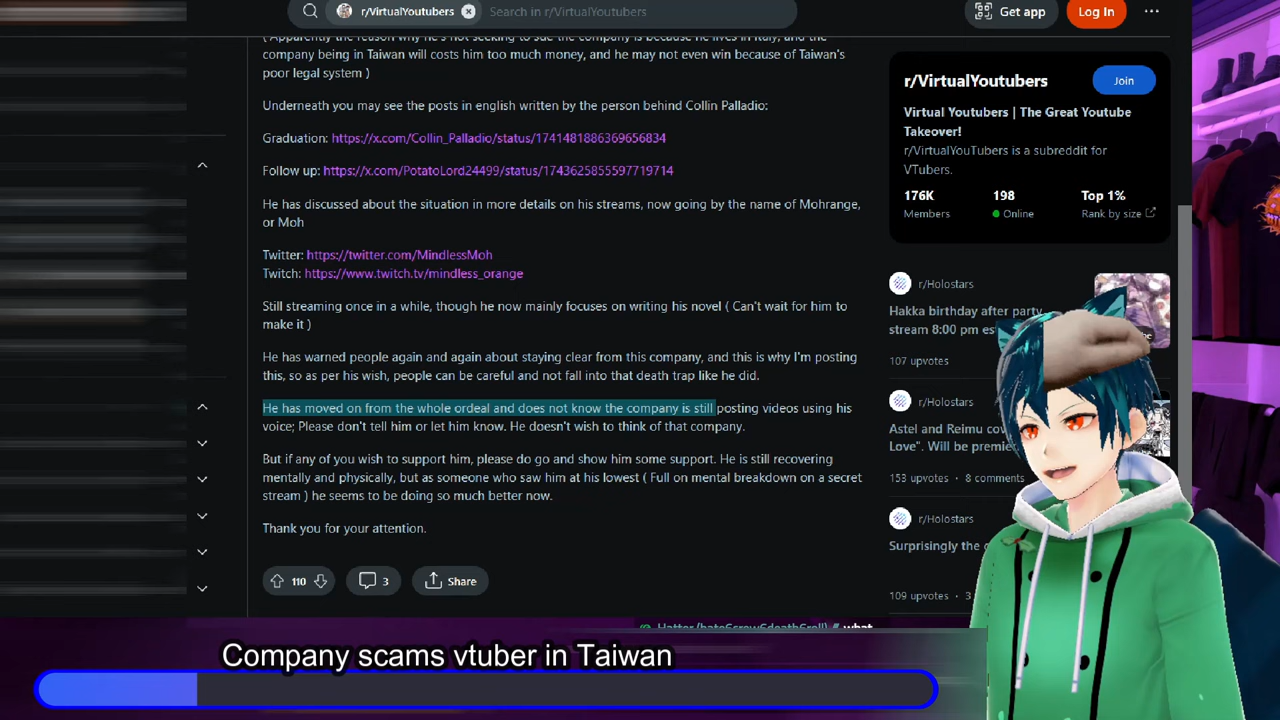 r/VirtualYoutubers
Search in r/VirtualYoutubers
Get app
Log In
( Apparently the reason why he's not seeking to sue the company is because he lives in Italy, and the
company being in Taiwan will costs him too much money, and he may not even win because of Taiwan's
poor legal system )
Underneath you may see the posts in english written by the person behind Collin Palladio:
Graduation: https://x.com/Collin_Palladio/status/1741481886369656834
Follow up: https://x.com/PotatoLord24499/status/1743625855597719714
He has discussed about the situation in more details on his streams, now going by the name of Mohrange,
or Moh
Twitter: https://twitter.com/MindlessMoh
Twitch: https://www.twitch.tv/mindless_orange
Still streaming once in a while, though he now mainly focuses on writing his novel ( Can't wait for him to
make it )
He has warned people again and again about staying clear from this company, and this is why I'm posting
this, so as per his wish, people can be careful and not fall into that death trap like he did.
He has moved on from the whole ordeal and does not know the company is still posting videos using his
voice; Please don't tell him or let him know. He doesn't wish to think of that company.
But if any of you wish to support him, please do go and show him some support. He is still recovering
mentally and physically, but as someone who saw him at his lowest ( Full on mental breakdown on a secret
stream ) he seems to be doing so much better now.
Thank you for your attention.
110
3
Share
r/VirtualYoutubers
Join
Virtual Youtubers | The Great Youtube
Takeover!
r/VirtualYouTubers is a subreddit for
VTubers.
176K
198
Top 1%
Members
Online
Rank by size
r/Holostars
Hakka birthday after party
stream 8:00 pm est
107 upvotes
r/Holostars
Astel and Reimu
Love". Will be
153 upvotes • 8 comments
r/Holostars
Surprisingly the
109 upvotes • 3
what
Company scams vtuber in Taiwan